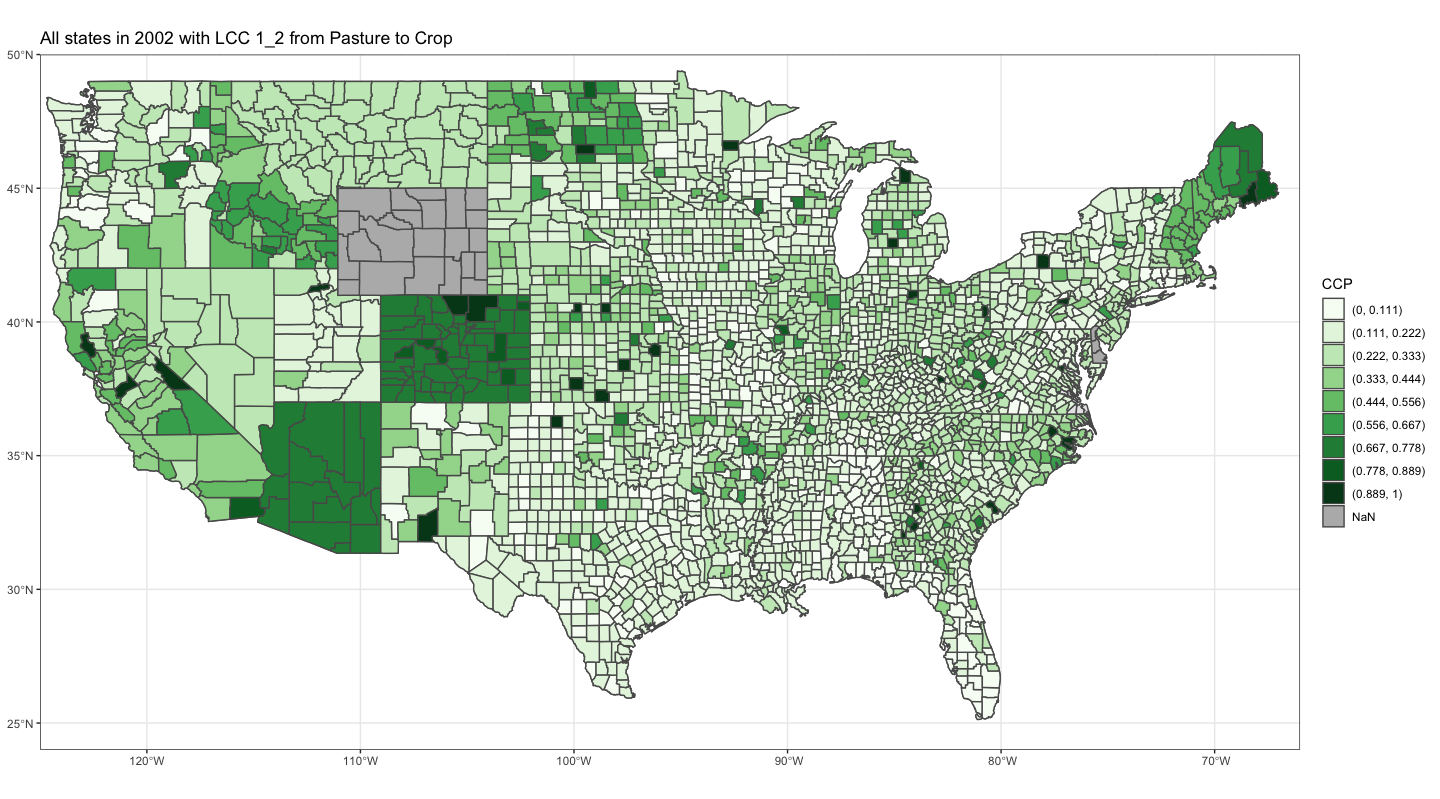 All states in 2002 with LCC 1_2 from Pasture to Crop
50°N
45°N
40°N
35°N
30°N
25°N
120°W
110°W
100°W
90°W
80°W
70°W
CCP
(0, 0.111)
(0.111, 0.222)
(0.222, 0.333)
(0.333, 0.444)
(0.444, 0.556)
(0.556, 0.667)
(0.667, 0.778)
(0.778, 0.889)
(0.889, 1)
NaN